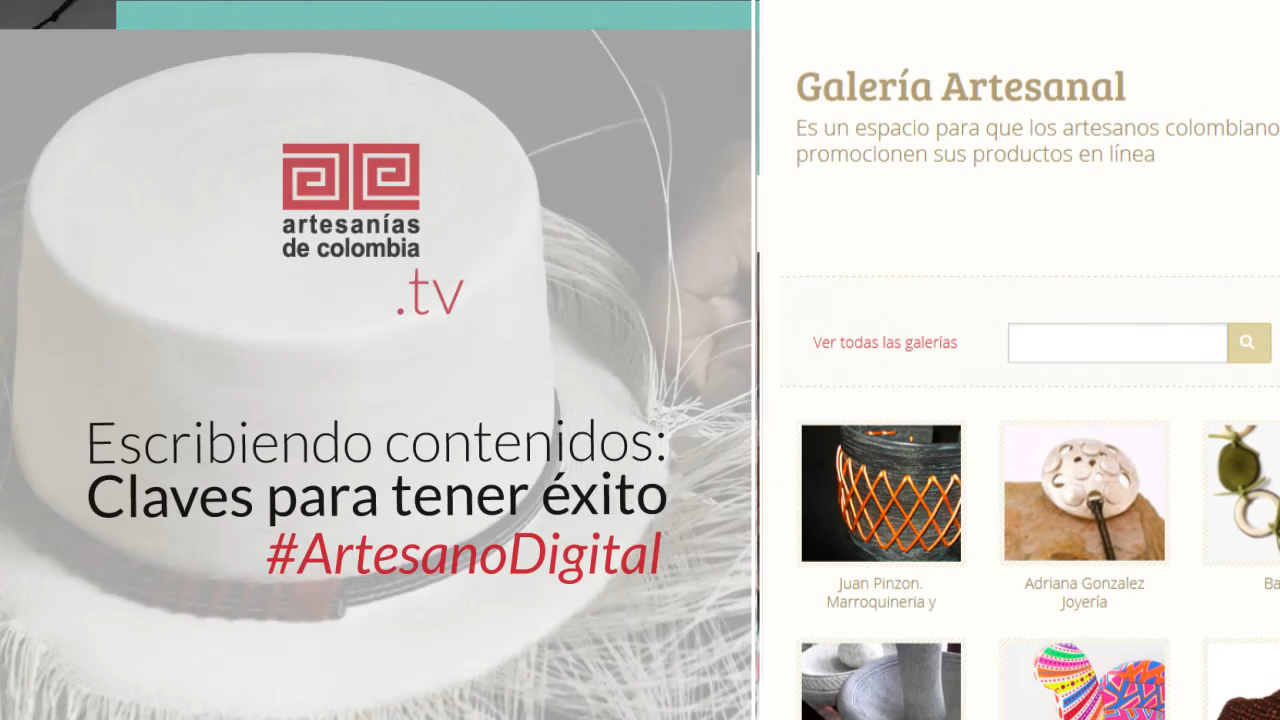 artesanías
de colombia
.tv
Escribiendo contenidos:
Claves para tener éxito
#ArtesanoDigital
Galería Artesanal
Es un espacio para que los artesanos colombiano
promocionen sus productos en línea
Ver todas las galerías
Juan Pinzon.
Marroquineria y
Adriana Gonzalez
Joyería
Ba